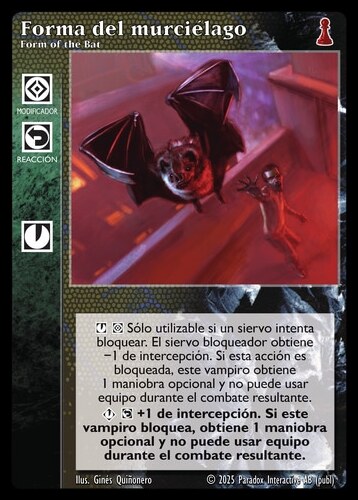 Forma del murciélago
Form of the Bat
MODIFICADOR
REACCIÓN
Sólo utilizable si un siervo intenta
bloquear. El siervo bloqueador obtiene
−1 de intercepción. Si esta acción es
bloqueada, este vampiro obtiene
1 maniobra opcional y no puede usar
equipo durante el combate resultante.
+1 de intercepción. Si este
vampiro bloquea, obtiene 1 maniobra
opcional y no puede usar equipo
durante el combate resultante.
Ilus. Ginés Quiñonero
© 2025 Paradox Interactive AB (publ)